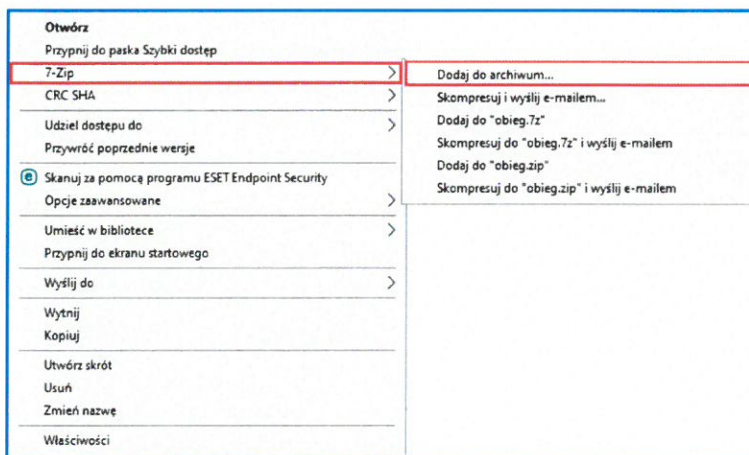 Otwórz
Przypnij do paska Szybki dostęp
7-Zip
CRC SHA
Udziel dostępu do
Przywróć poprzednie wersje
Skanuj za pomocą programu ESET Endpoint Security
Opcje zaawansowane
Umieść w bibliotece
Przypnij do ekranu startowego
Wyślij do
Wytnij
Kopiuj
Utwórz skrót
Usuń
Zmień nazwę
Właściwości
Dodaj do archiwum...
Skompresuj i wyślij e-mailem...
Dodaj do "obieg.7z"
Skompresuj do "obieg.7z" i wyślij e-mailem
Dodaj do "obieg.zip"
Skompresuj do "obieg.zip" i wyślij e-mailem